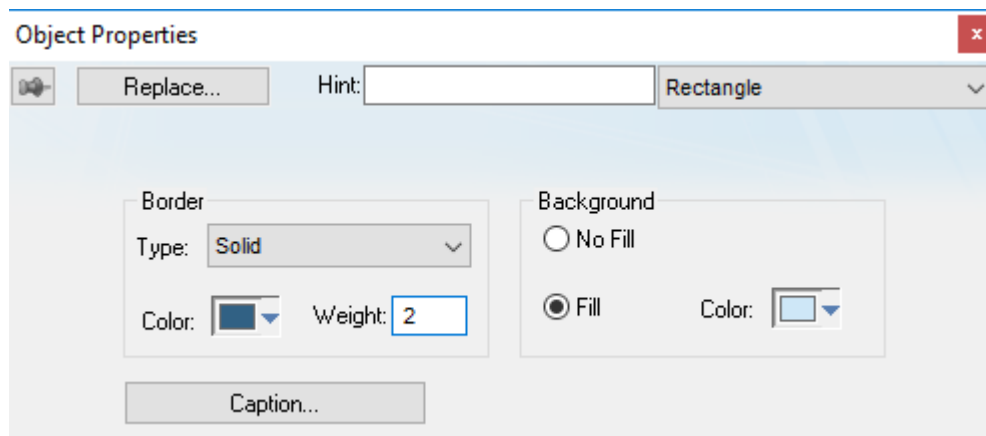 Object Properties
x
Replace... Hint: Rectangle
Border Background
Type: Solid No Fill
Color: Weight: 2 Fill Color:
Caption...